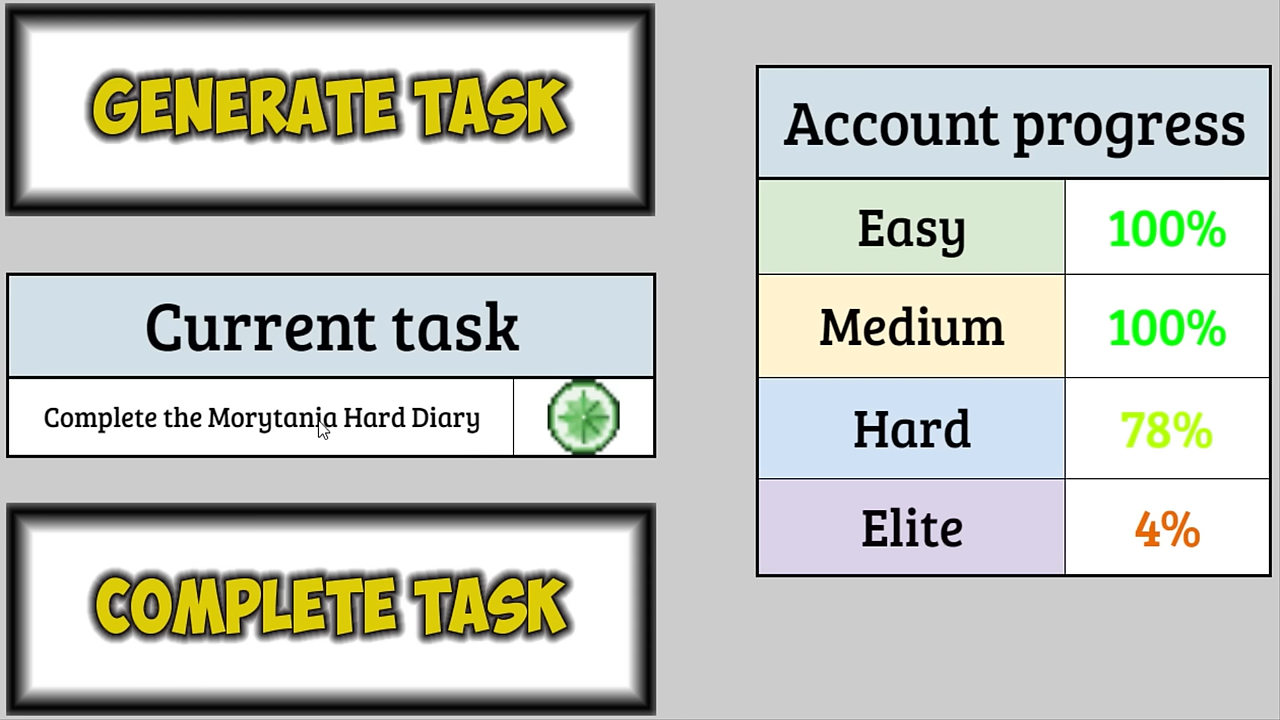 GENERATE TASK
Current task
Complete the Morytania Hard Diary
COMPLETE TASK
Account progress
Easy 100%
Medium 100%
Hard 78%
Elite 4%